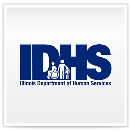 IDHS
Illinois Department of Human Services